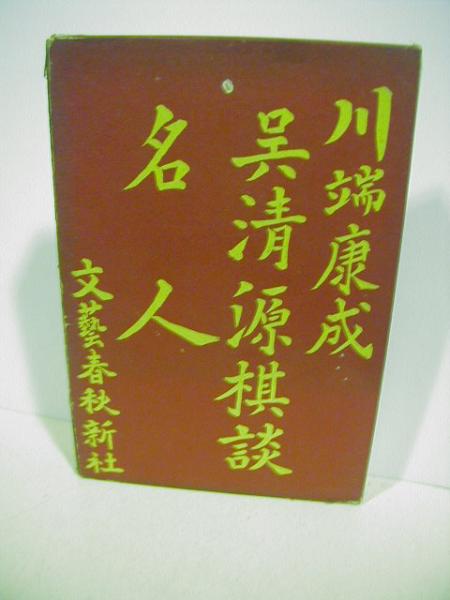 川端康成
呉清源棋談
名人
文藝春秋新社